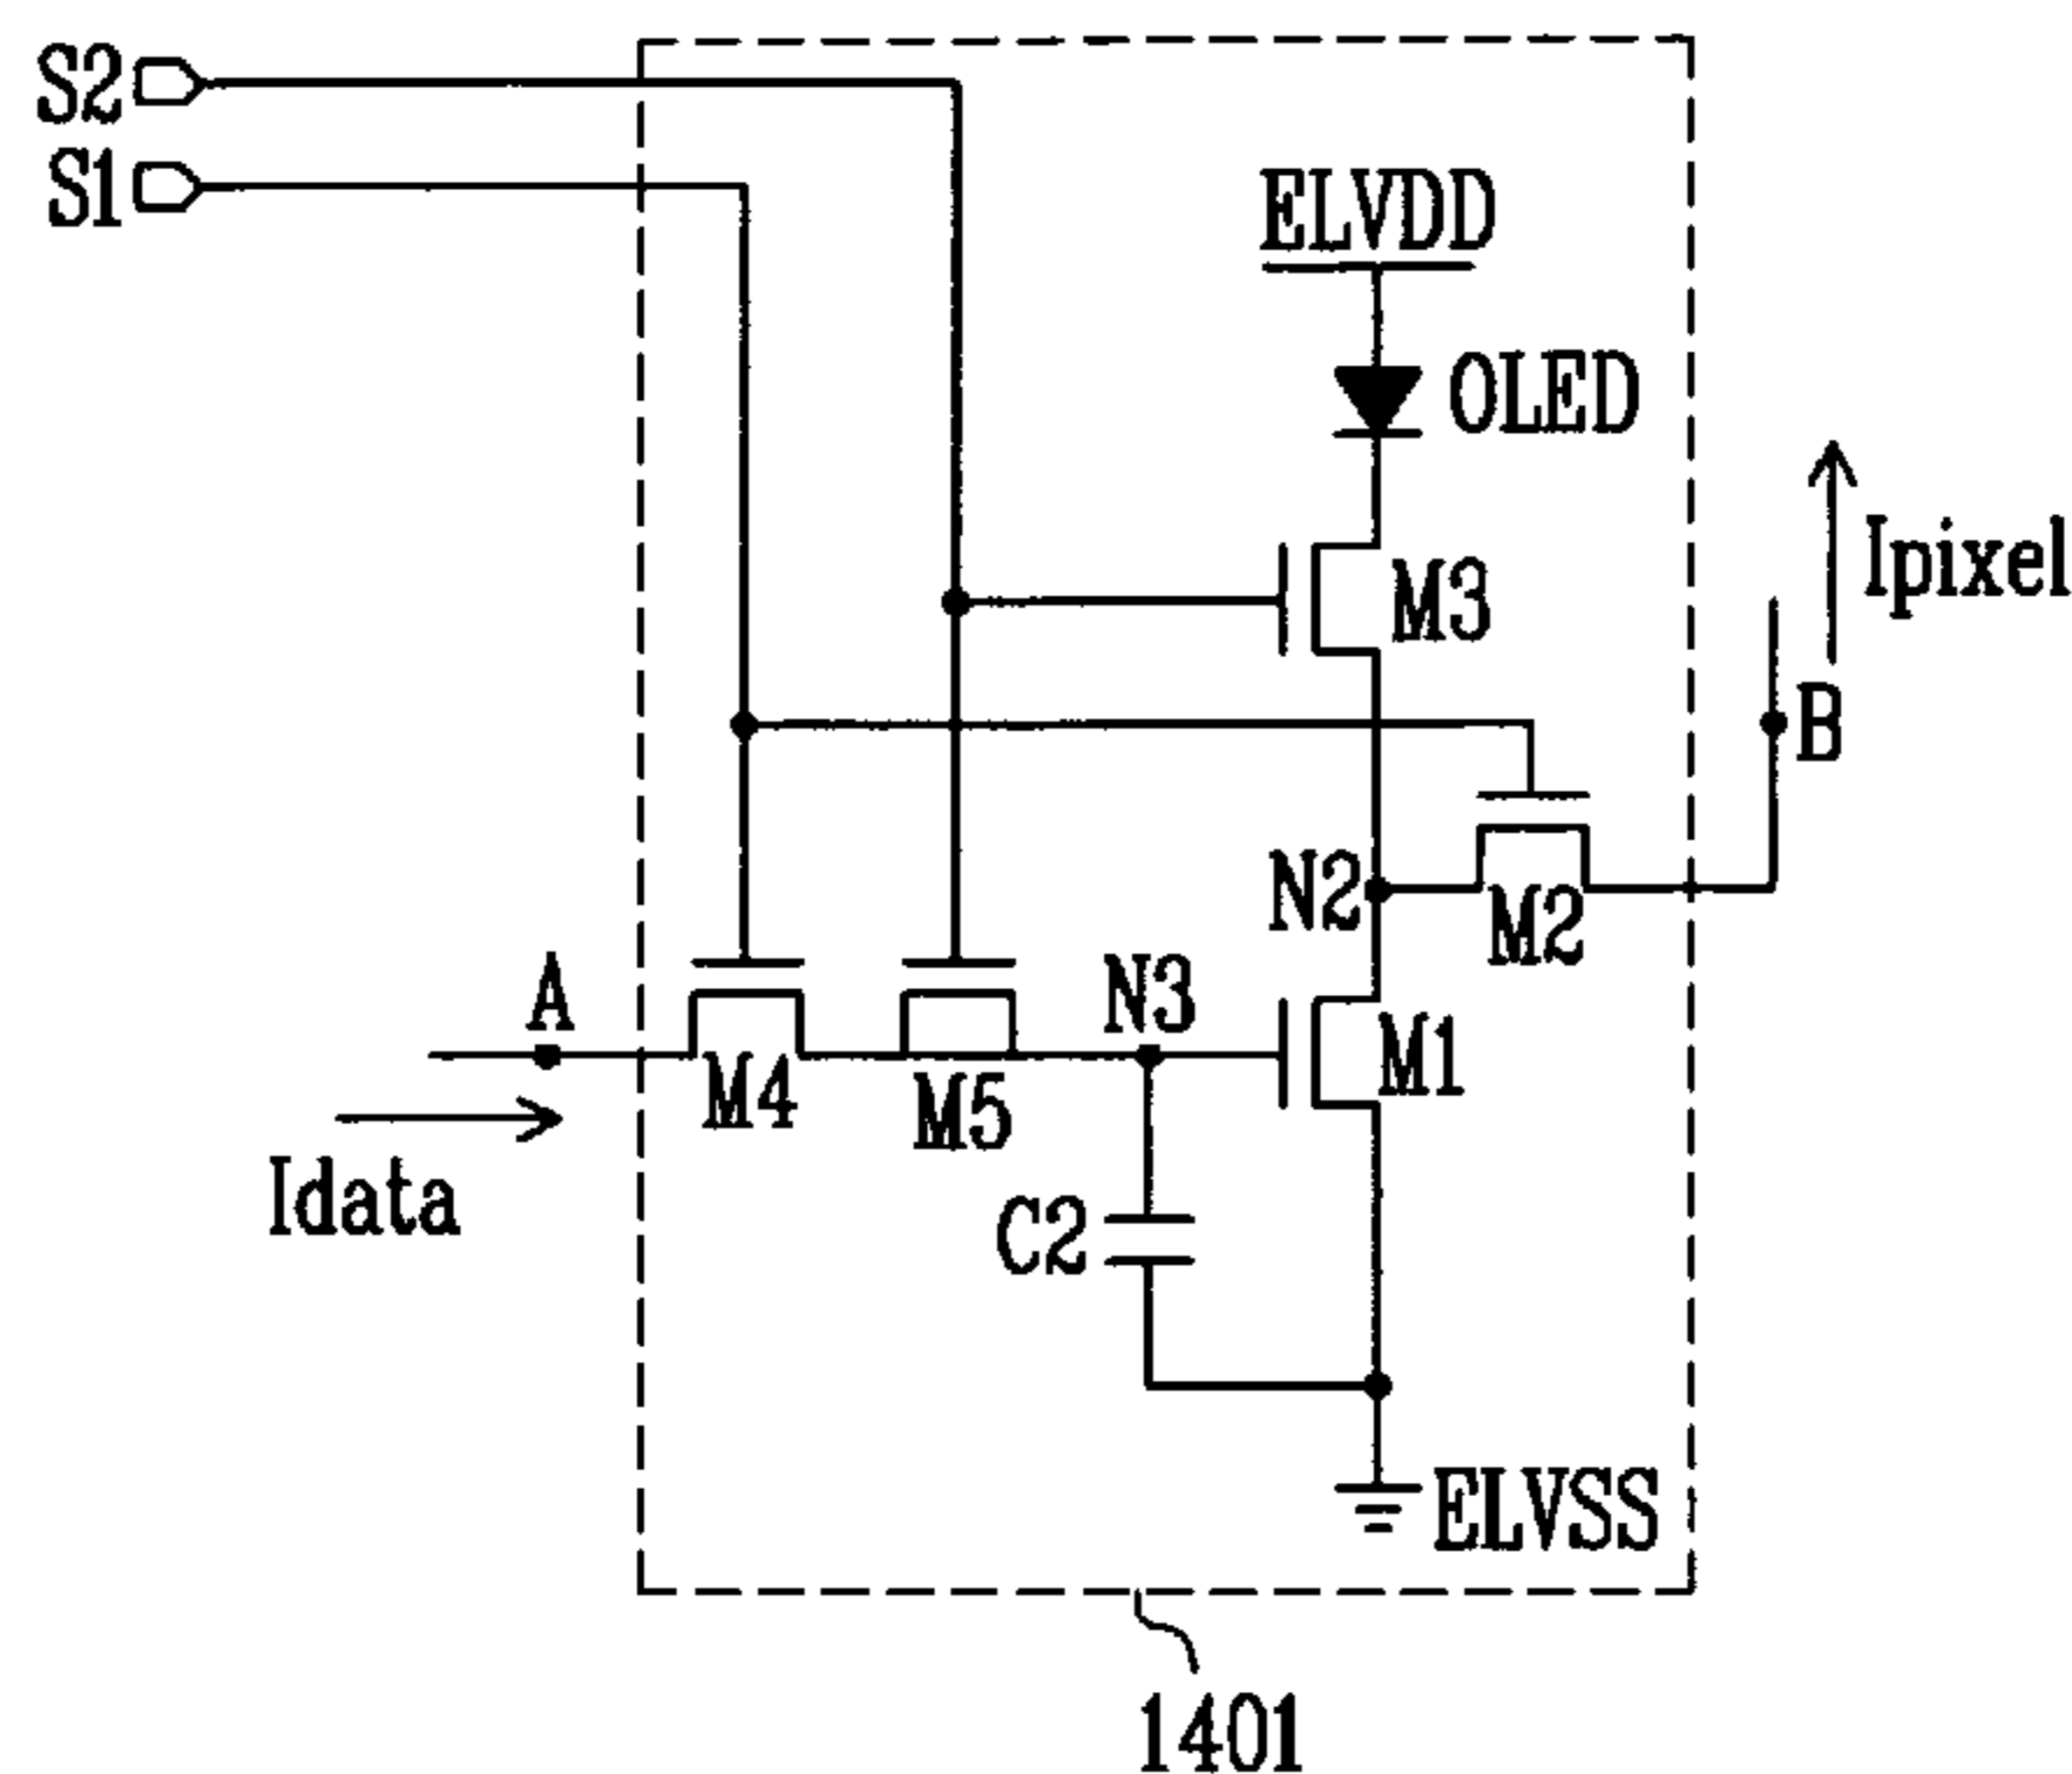 S2
S1
ELVDD
OLED
Ipixel
M3
B
N2
M2
A
N3
M1
M4
M5
Idata
C2
ELVSS
1401